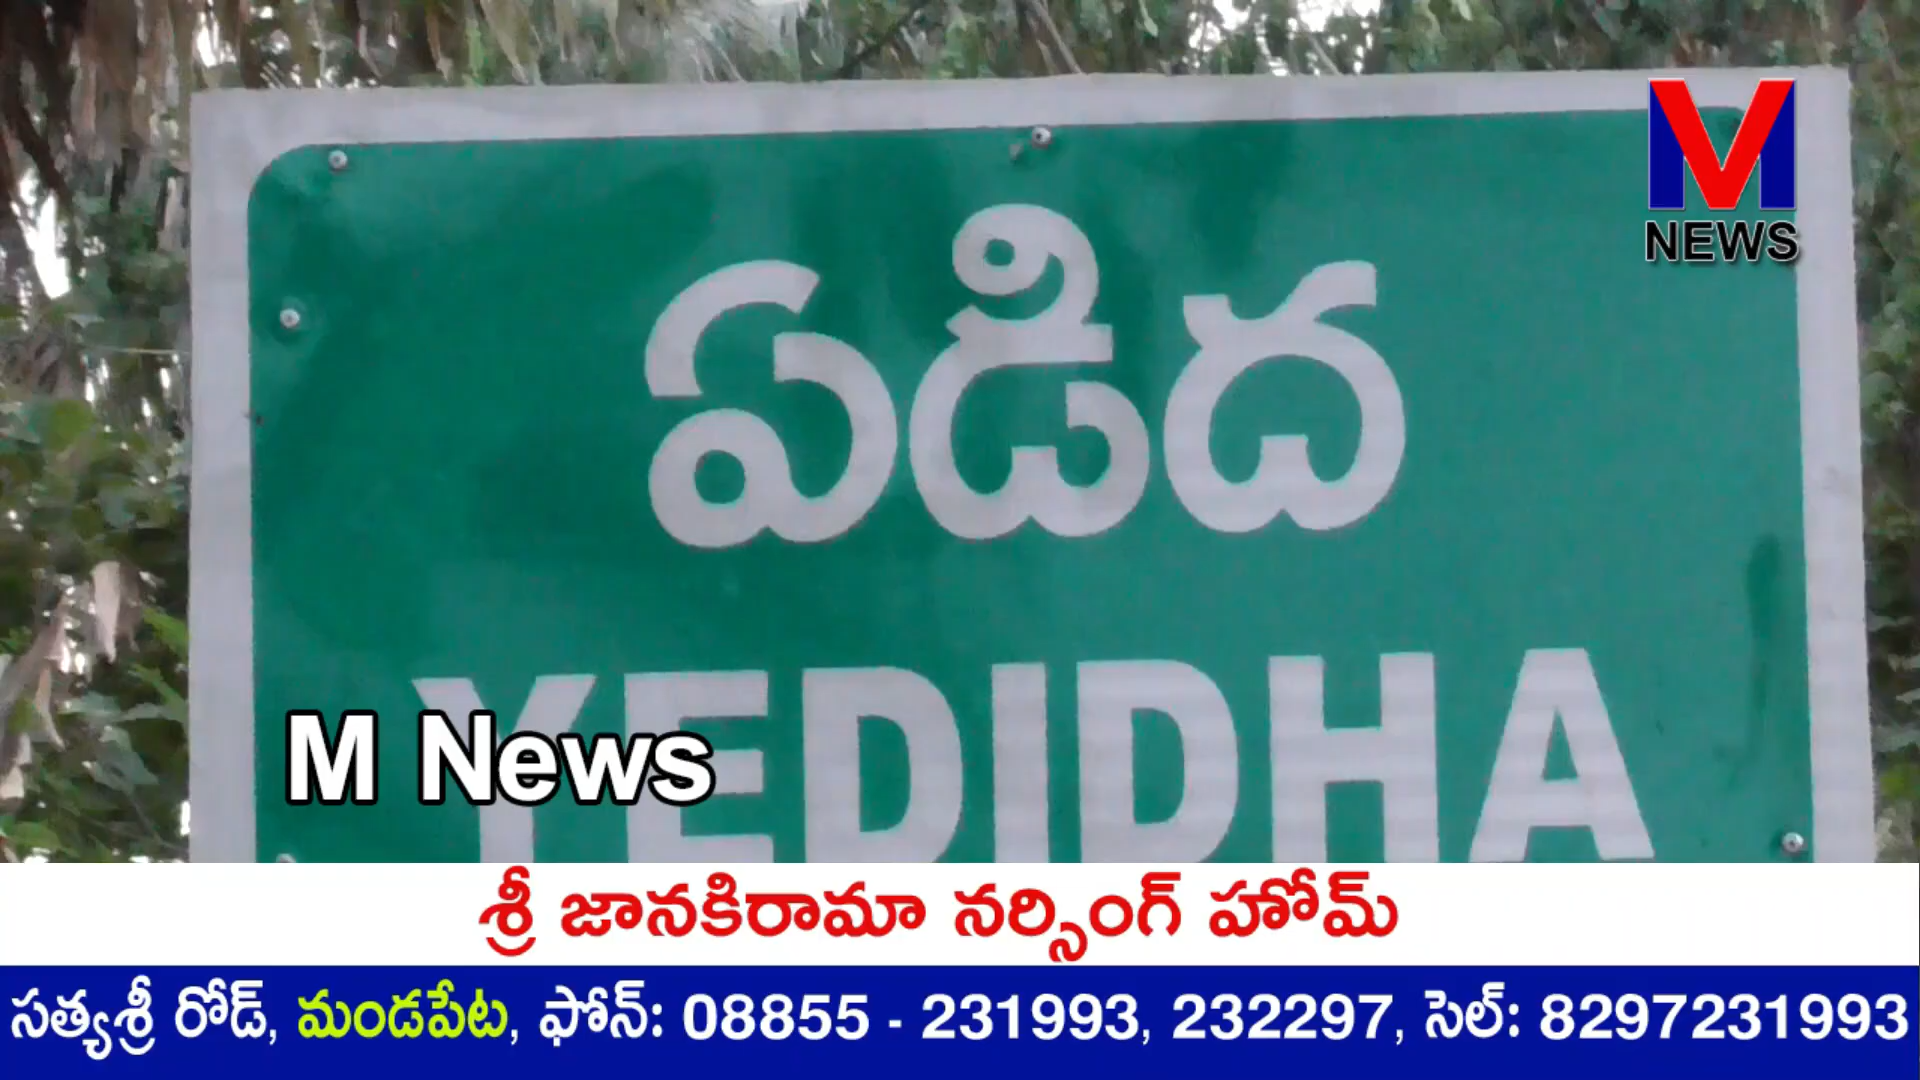 M
NEWS
ఏడిద
YEDIDHA
M News
శ్రీ జానకిరామా నర్సింగ్ హోమ్
సత్యశ్రీ రోడ్, మండపేట, ఫోన్: 08855 - 231993, 232297, సెల్: 8297231993